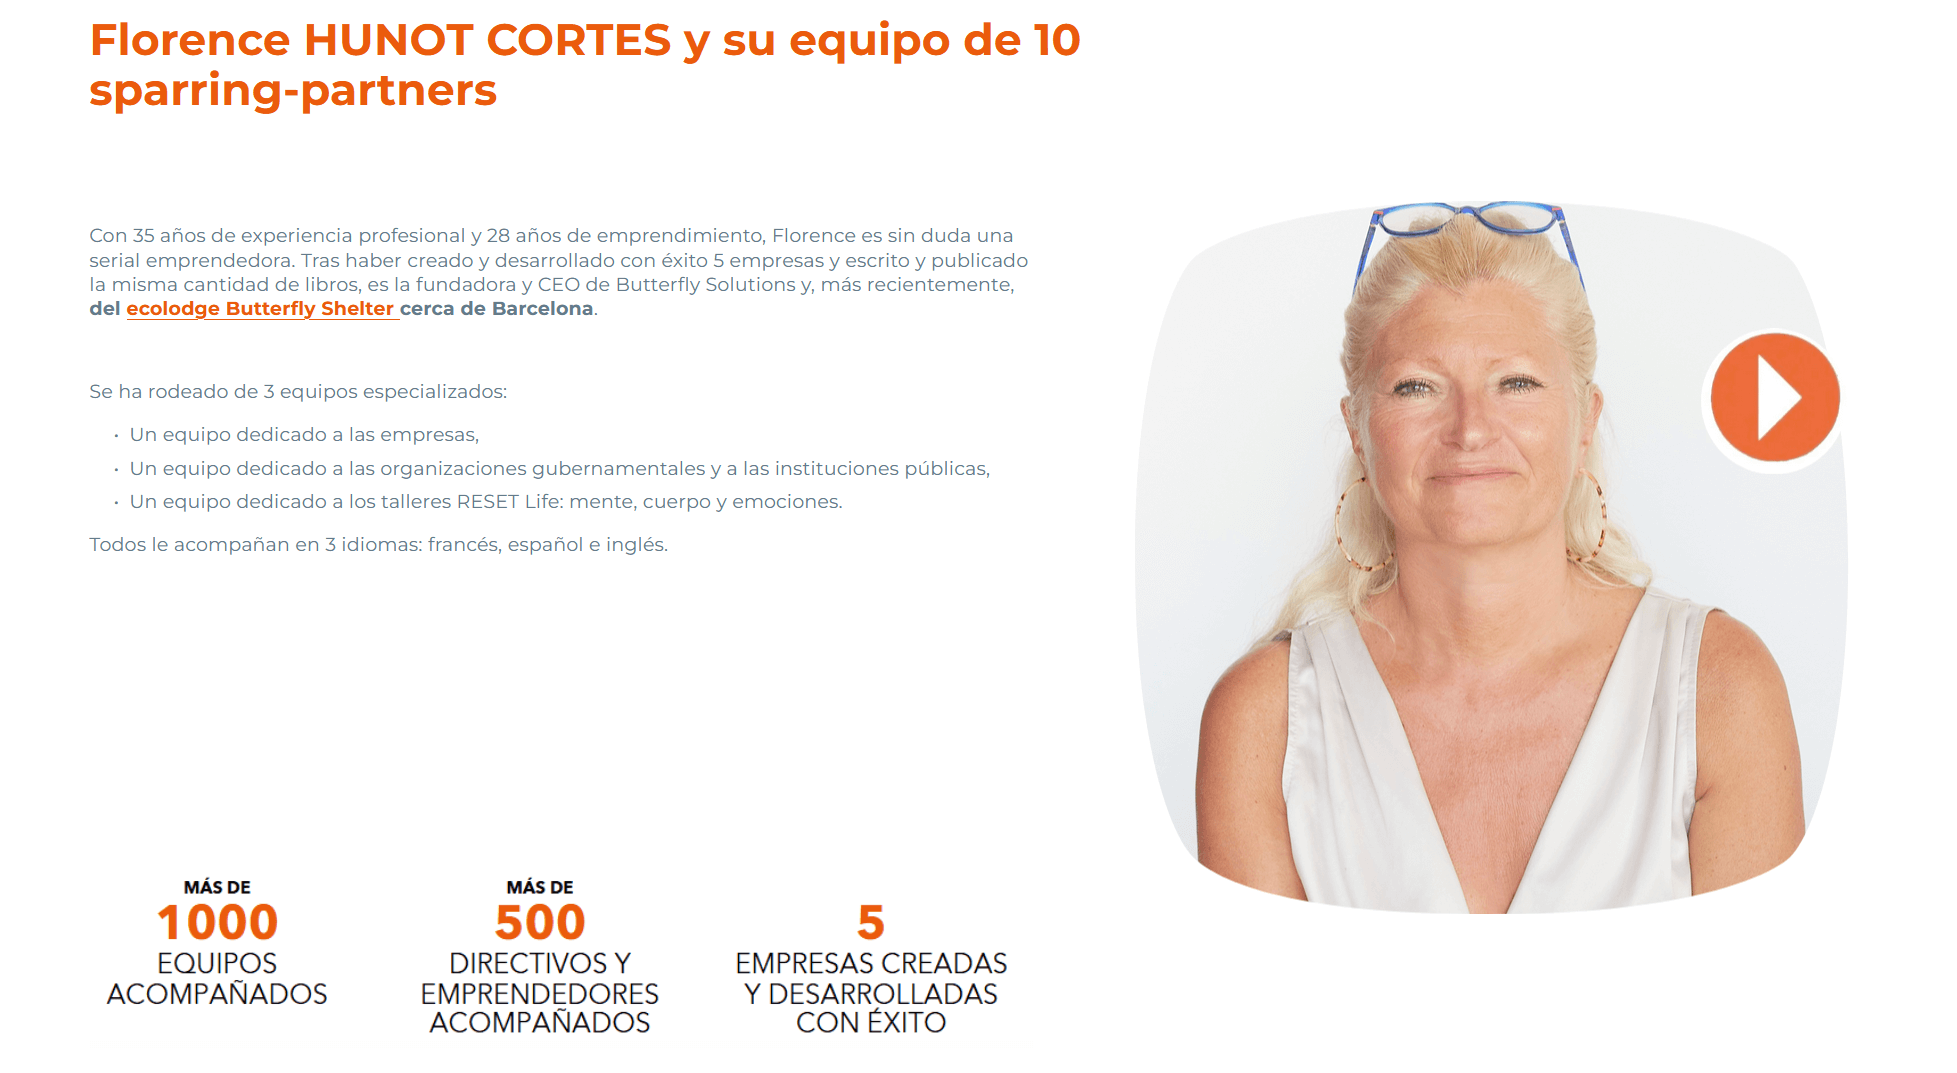 Florence HUNOT CORTES y su equipo de 10
sparring-partners
Con 35 años de experiencia profesional y 28 años de emprendimiento, Florence es sin duda una
serial emprendedora. Tras haber creado y desarrollado con éxito 5 empresas y escrito y publicado
la misma cantidad de libros, es la fundadora y CEO de Butterfly Solutions y, más recientemente,
del ecolodge Butterfly Shelter cerca de Barcelona.
Se ha rodeado de 3 equipos especializados:
• Un equipo dedicado a las empresas,
• Un equipo dedicado a las organizaciones gubernamentales y a las instituciones públicas,
• Un equipo dedicado a los talleres RESET Life: mente, cuerpo y emociones.
Todos le acompañan en 3 idiomas: francés, español e inglés.
MÁS DE
1000
EQUIPOS
ACOMPAÑADOS
MÁS DE
500
DIRECTIVOS Y
EMPRENDEDORES
ACOMPAÑADOS
5
EMPRESAS CREADAS
Y DESARROLLADAS
CON ÉXITO